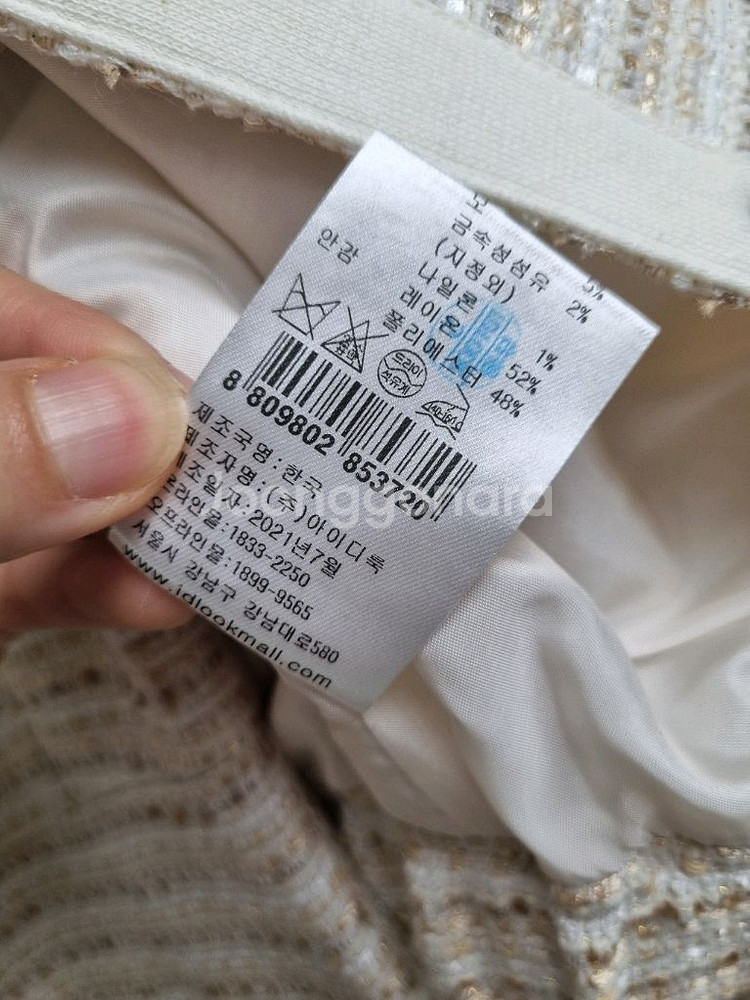 금속성섬유 5%
(지정외) 2%
나일론 1%
안감 레이온 52%
폴리에스터 48%
드라이
석유계
8 809802 853720
제조국명:한국
제조자명:(주)아이디룩
제조일자:2021년7월
온라인몰:1833-2250
오프라인몰:1899-9565
서울시 강남구 강남대로580
www.idlookmall.com
joonggonara